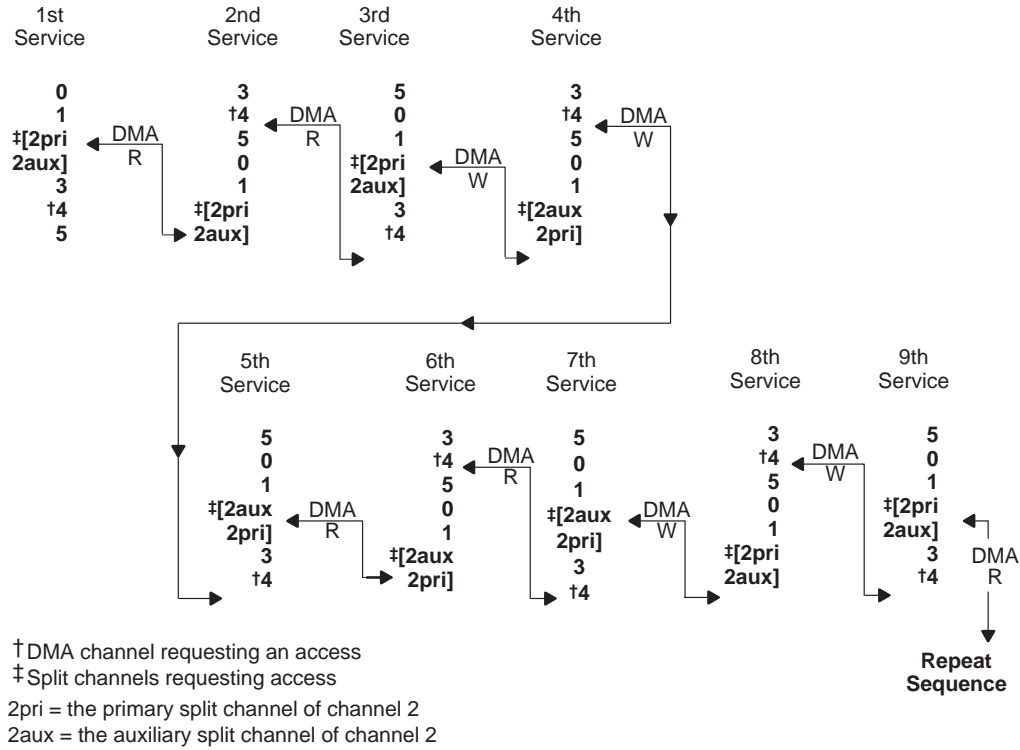 1st
Service
0
1
‡[2pri
2aux]
3
†4
5
DMA
R
2nd
Service
3
†4
5
0
1
‡[2pri
2aux]
DMA
R
3rd
Service
5
0
1
‡[2pri
2aux]
3
†4
DMA
W
4th
Service
3
†4
5
0
1
‡[2aux
2pri]
DMA
W
5th
Service
5
0
1
‡[2aux
2pri]
3
†4
DMA
R
6th
Service
3
†4
5
0
1
‡[2aux
2pri]
DMA
R
7th
Service
5
0
1
‡[2aux
2pri]
3
†4
DMA
W
8th
Service
3
†4
5
0
1
‡[2pri
2aux]
DMA
W
9th
Service
5
0
1
‡[2pri
2aux]
3
†4
DMA
R
Repeat
Sequence
† DMA channel requesting an access
‡ Split channels requesting access
2pri = the primary split channel of channel 2
2aux = the auxiliary split channel of channel 2